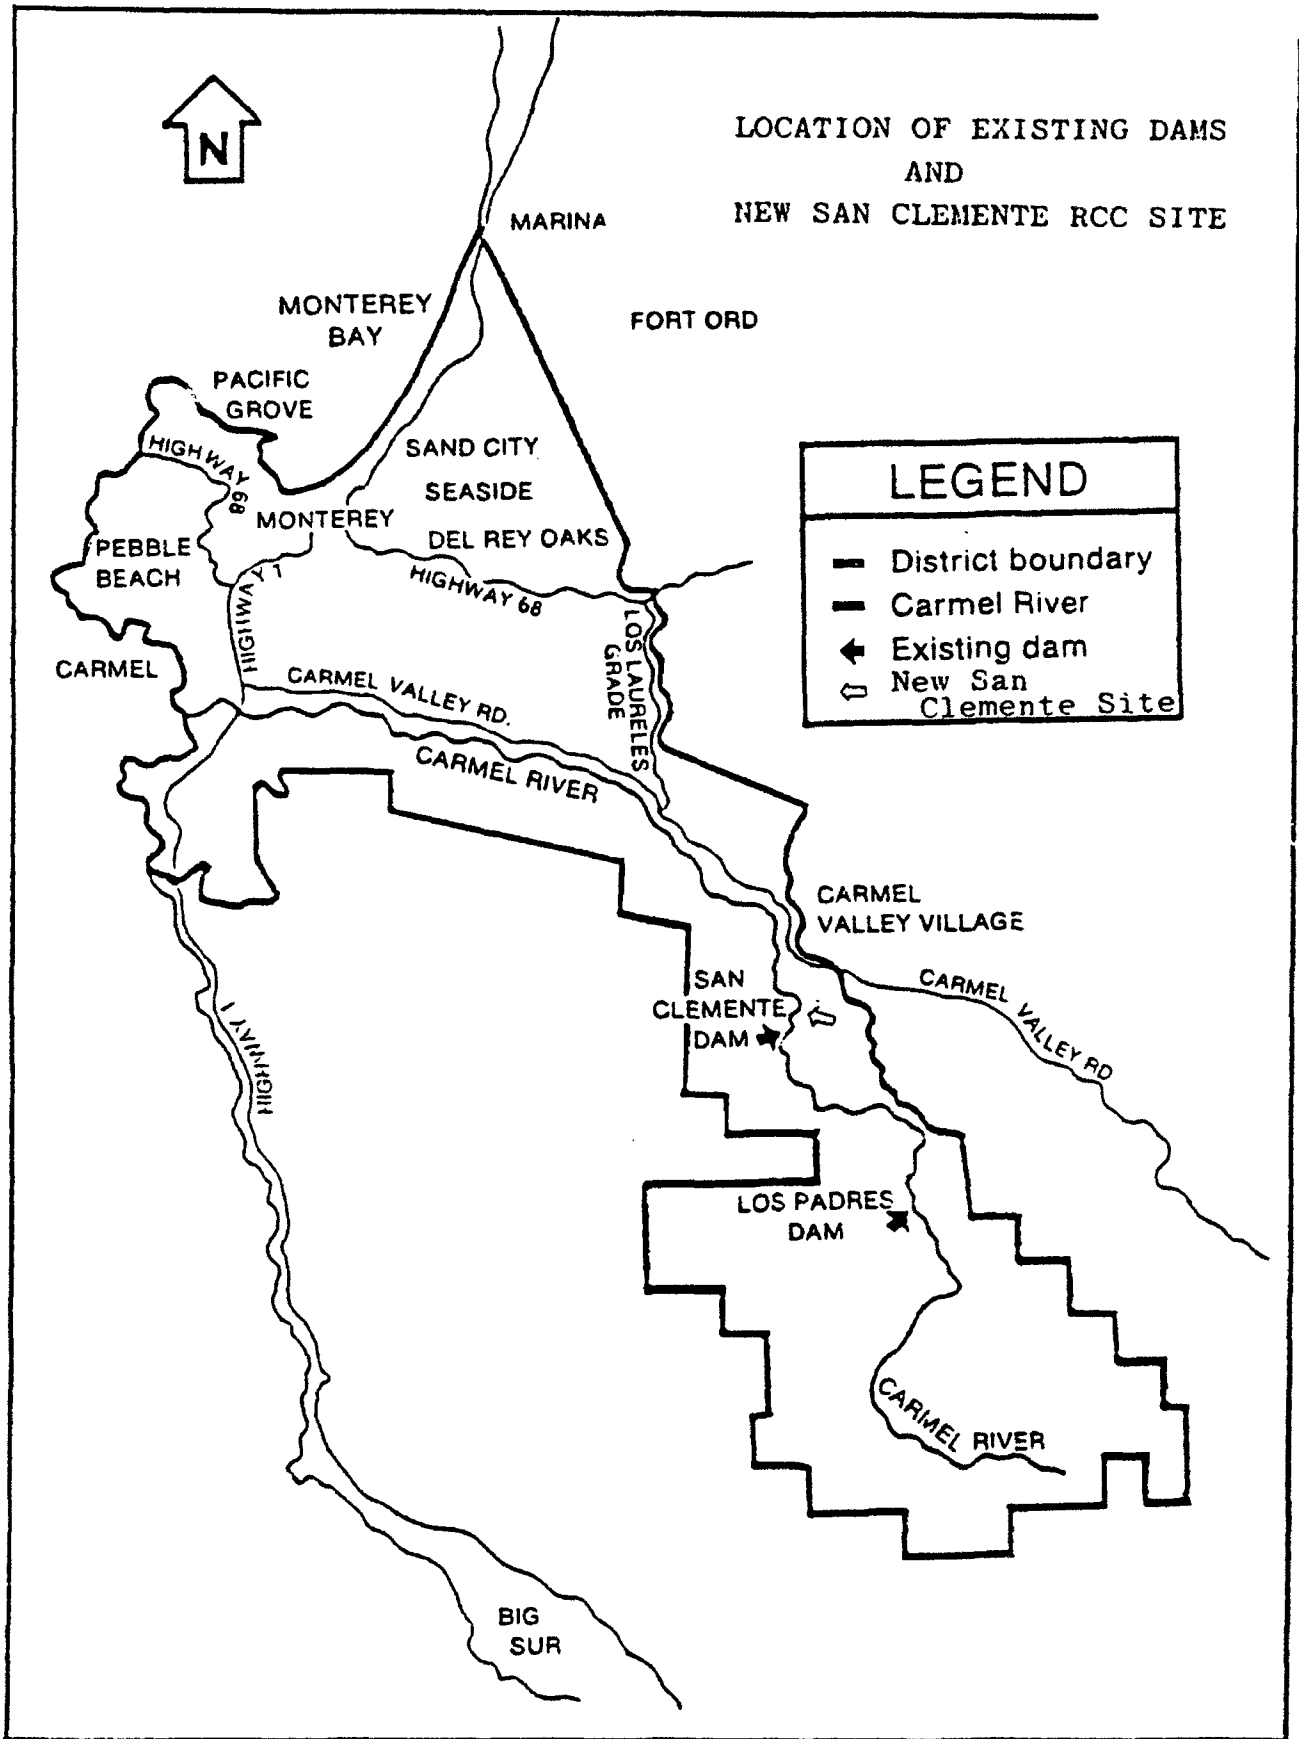 LOCATION OF EXISTING DAMS
AND
NEW SAN CLEMENTE RCC SITE
N
MARINA
MONTEREY
BAY
FORT ORD
PACIFIC
GROVE
HIGHWAY 68
SAND CITY
SEASIDE
MONTEREY
DEL REY OAKS
PEBBLE
BEACH
HIGHWAY 1
HIGHWAY 68
LOS LAURELES
GRADE
CARMEL
CARMEL VALLEY RD.
CARMEL RIVER
LEGEND
District boundary
Carmel River
Existing dam
New San
Clemente Site
CARMEL
VALLEY VILLAGE
CARMEL VALLEY RD
SAN
CLEMENTE
DAM
HIGHWAY 1
LOS PADRES
DAM
CARMEL RIVER
BIG
SUR